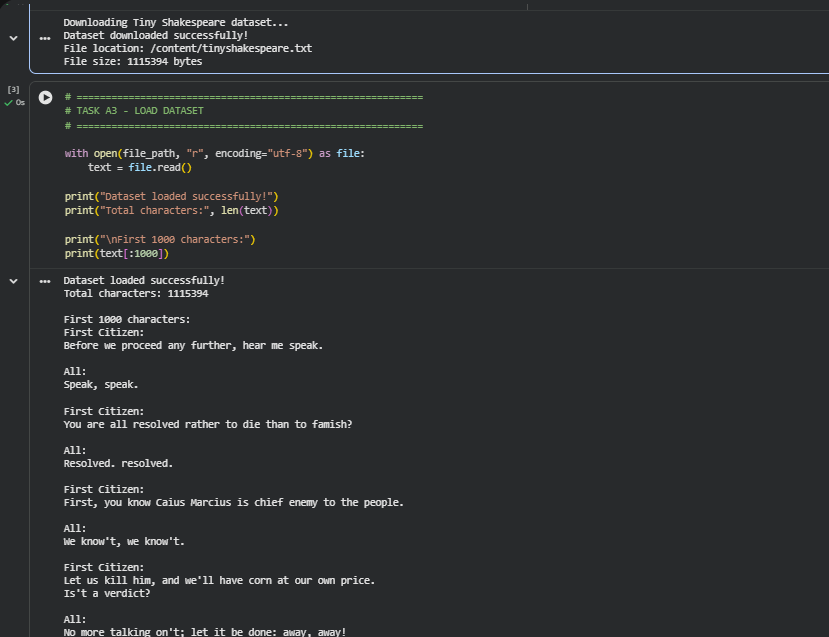 Downloading Tiny Shakespeare dataset...
Dataset downloaded successfully!
File location: /content/tinyshakespeare.txt
File size: 1115394 bytes
[3]
0s
# ============================================================
# TASK A3 - LOAD DATASET
# ============================================================
with open(file_path, "r", encoding="utf-8") as file:
    text = file.read()
print("Dataset loaded successfully!")
print("Total characters:", len(text))
print("\nFirst 1000 characters:")
print(text[:1000])
Dataset loaded successfully!
Total characters: 1115394
First 1000 characters:
First Citizen:
Before we proceed any further, hear me speak.
All:
Speak, speak.
First Citizen:
You are all resolved rather to die than to famish?
All:
Resolved. resolved.
First Citizen:
First, you know Caius Marcius is chief enemy to the people.
All:
We know't, we know't.
First Citizen:
Let us kill him, and we'll have corn at our own price.
Is't a verdict?
All:
No more talking on't; let it be done: away, away!